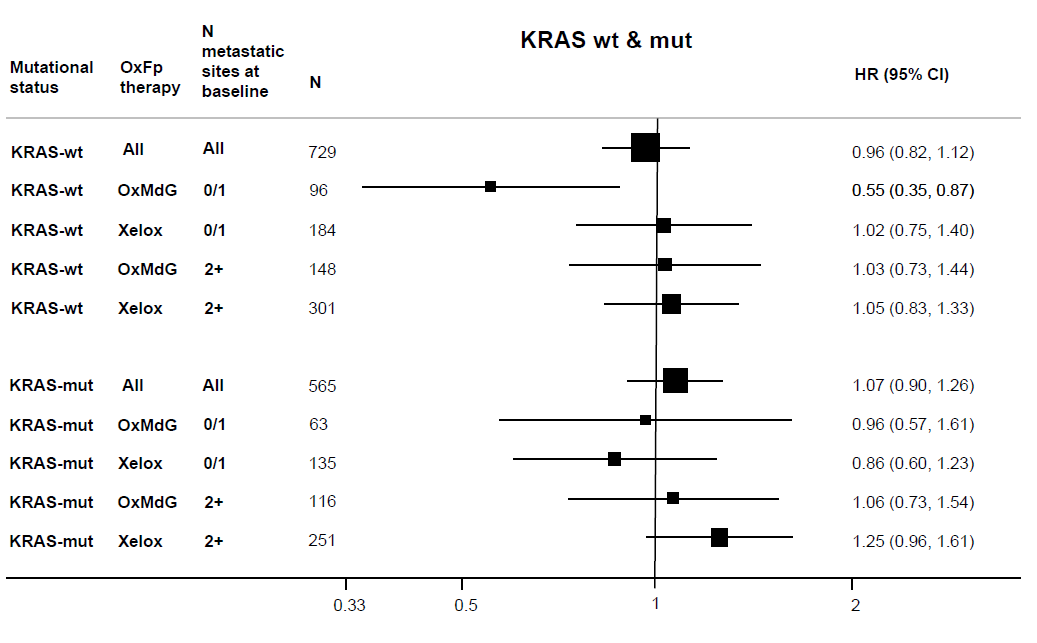 KRAS wt & mut
Mutational status
OxFp therapy
N metastatic sites at baseline
N
HR (95% CI)
KRAS-wt All All 729 0.96 (0.82, 1.12)
KRAS-wt OxMdG 0/1 96 0.55 (0.35, 0.87)
KRAS-wt Xelox 0/1 184 1.02 (0.75, 1.40)
KRAS-wt OxMdG 2+ 148 1.03 (0.73, 1.44)
KRAS-wt Xelox 2+ 301 1.05 (0.83, 1.33)
KRAS-mut All All 565 1.07 (0.90, 1.26)
KRAS-mut OxMdG 0/1 63 0.96 (0.57, 1.61)
KRAS-mut Xelox 0/1 135 0.86 (0.60, 1.23)
KRAS-mut OxMdG 2+ 116 1.06 (0.73, 1.54)
KRAS-mut Xelox 2+ 251 1.25 (0.96, 1.61)
0.33 0.5 1 2